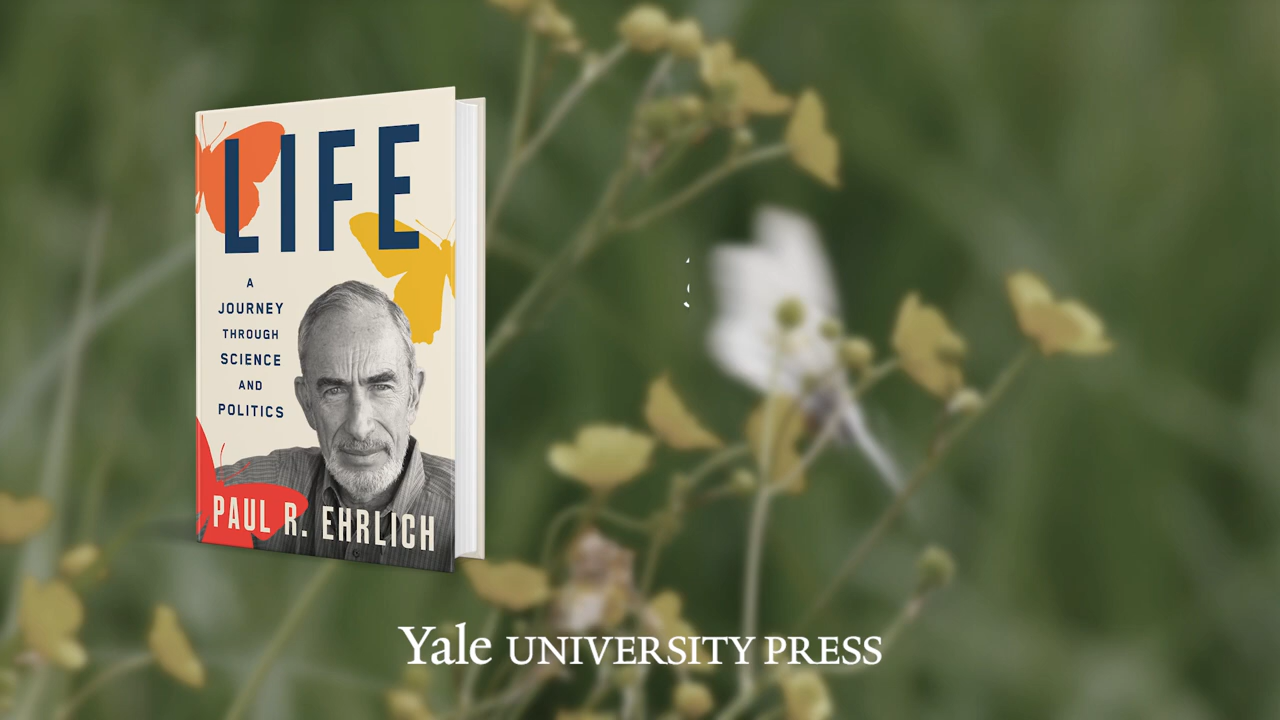 LIFE
A
JOURNEY
THROUGH
SCIENCE
AND
POLITICS
PAUL R. EHRLICH
Yale UNIVERSITY PRESS